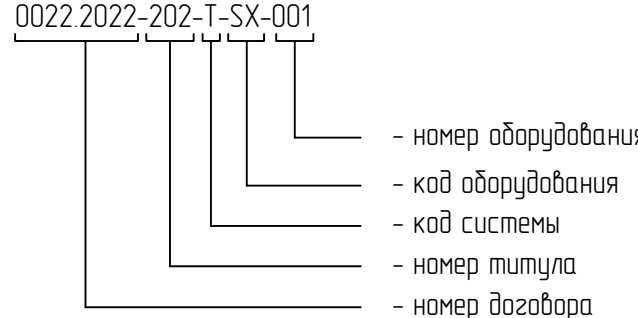 0022.2022-202-T-SX-001
- номер оборудования
- код оборудования
- код системы
- номер титула
- номер договора